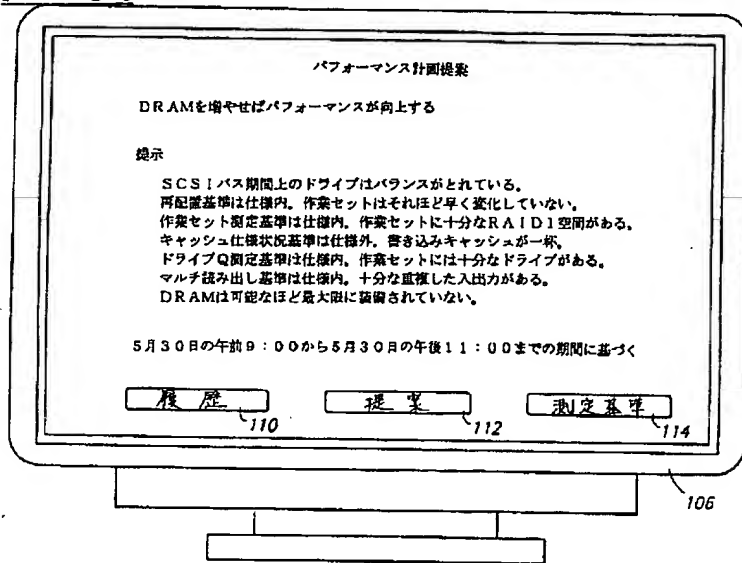 パフォーマンス計画提案
DRAMを増やせばパフォーマンスが向上する
提示
SCSIバス期間上のドライブはバランスがとれている。
再配置基準は仕様内。作業セットはそれほど早く変化していない。
作業セット測定基準は仕様内。作業セットに十分なRAID1空間がある。
キャッシュ仕様状況基準は仕様外。書き込みキャッシュが一杯。
ドライブQ測定基準は仕様内。作業セットには十分なドライブがある。
マルチ読み出し基準は仕様内。十分な重複した入出力がある。
DRAMは可能なほど最大限に装備されていない。
5月30日の午前9:00から5月30日の午後11:00までの期間に基づく
履歴 提案 測定基準
110 112 114
106